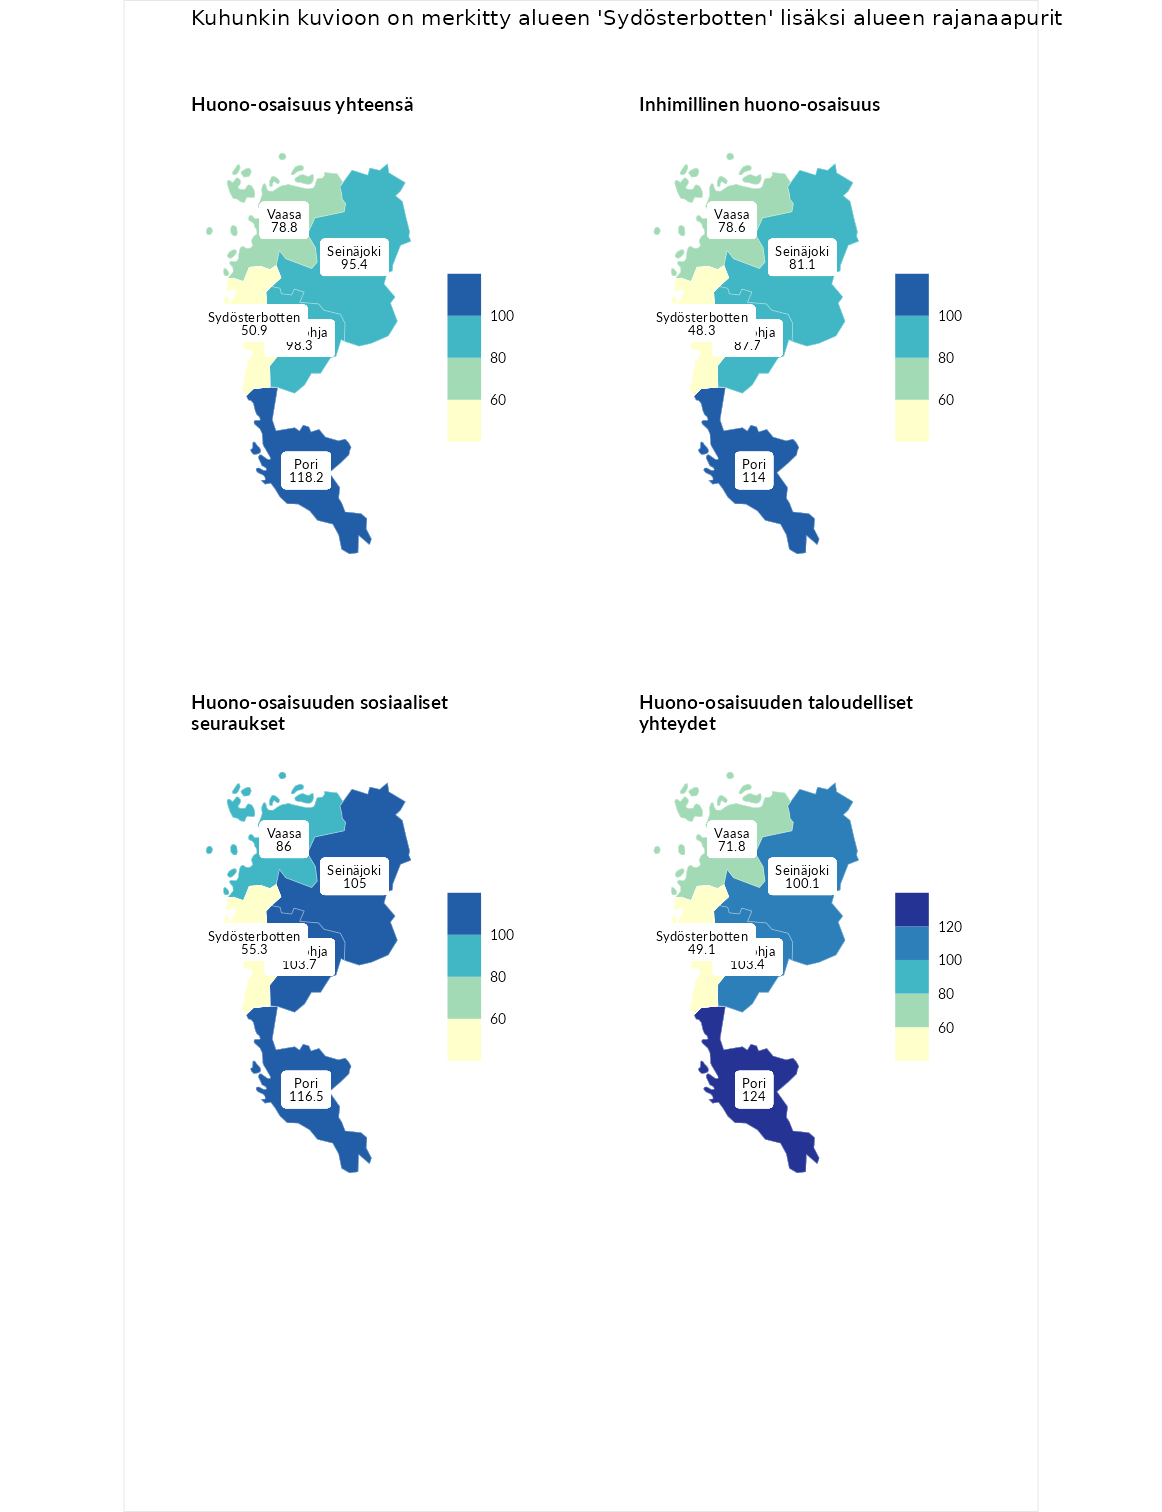 Kuhunkin kuvioon on merkitty alueen 'Sydösterbotten' lisäksi alueen rajanaapurit
Huono-osaisuus yhteensä
Vaasa
78.8
Seinäjoki
95.4
Sydösterbotten
50.9
98.3
Pori
118.2
100
80
60
Inhimillinen huono-osaisuus
Vaasa
78.6
Seinäjoki
81.1
Sydösterbotten
48.3
87.7
Pori
114
100
80
60
Huono-osaisuuden sosiaaliset
seuraukset
Vaasa
86
Seinäjoki
105
Sydösterbotten
55.3
103.7
Pori
116.5
100
80
60
Huono-osaisuuden taloudelliset
yhteydet
Vaasa
71.8
Seinäjoki
100.1
Sydösterbotten
49.1
103.4
Pori
124
120
100
80
60